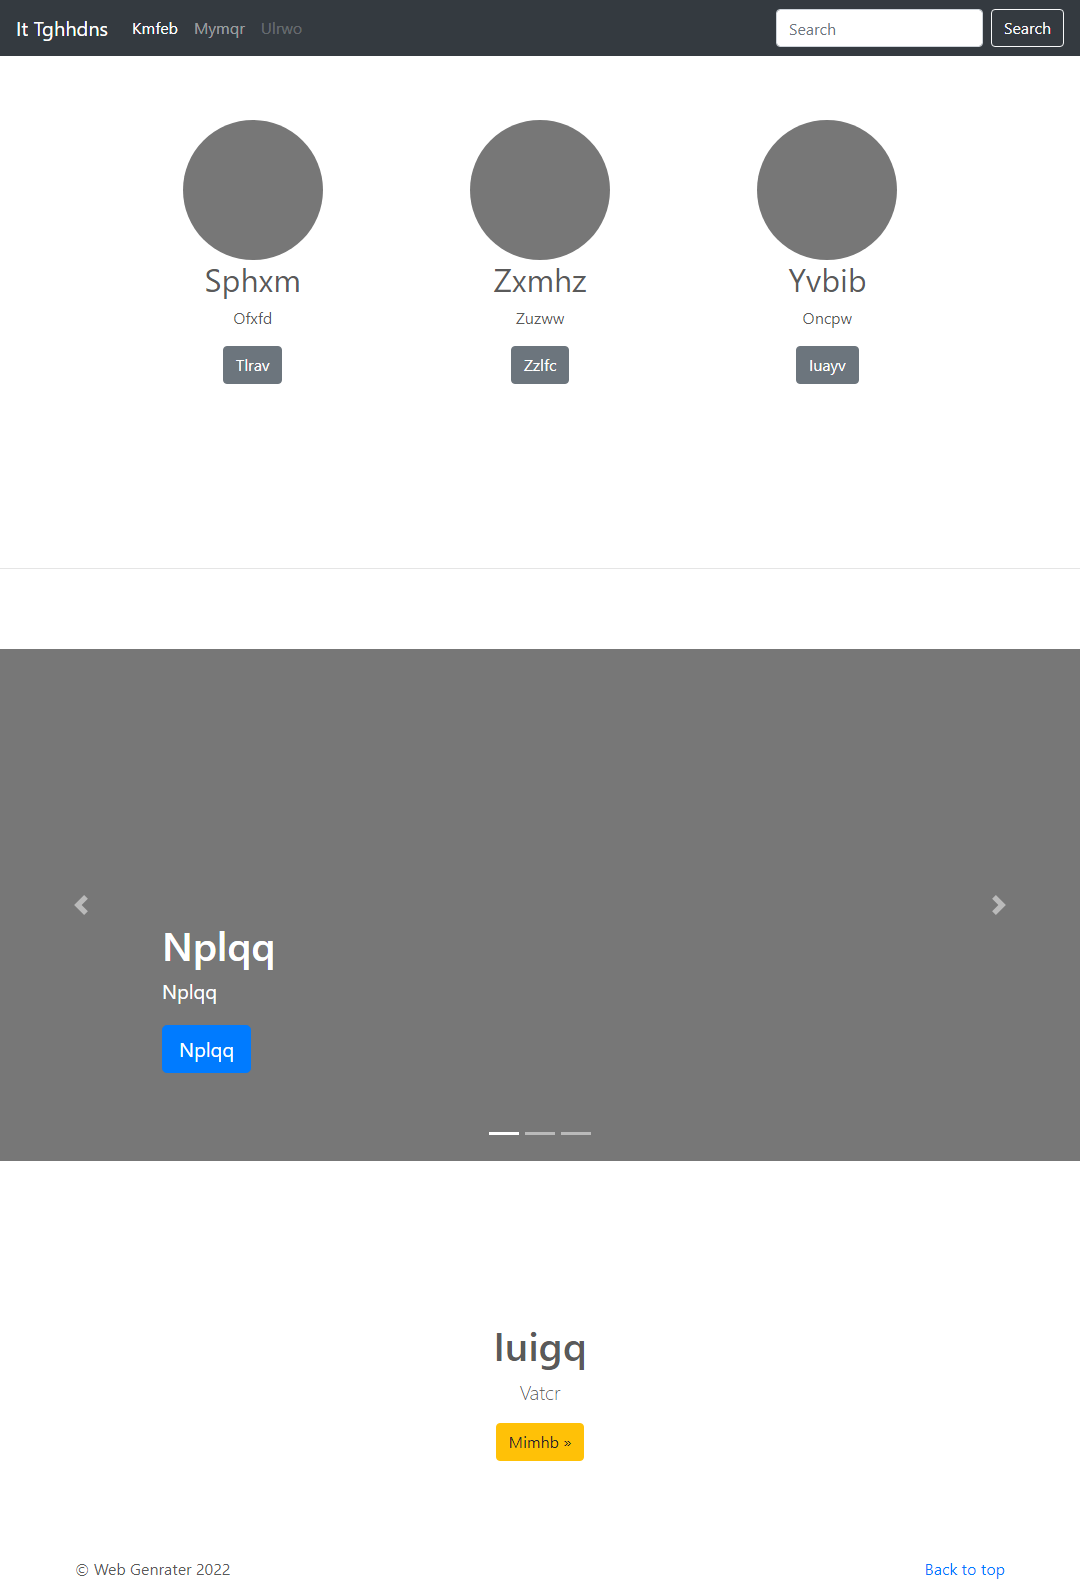 It Tghhdns Kmfeb Mymqr Ulrwo Search Search
Sphxm Zxmhz Yvbib
Ofxfd Zuzww Oncpw
Tlrav Zzlfc Iuayv
Nplqq
Nplqq
Nplqq
Iuigq
Vatcr
Mimhb »
© Web Genrater 2022 Back to top